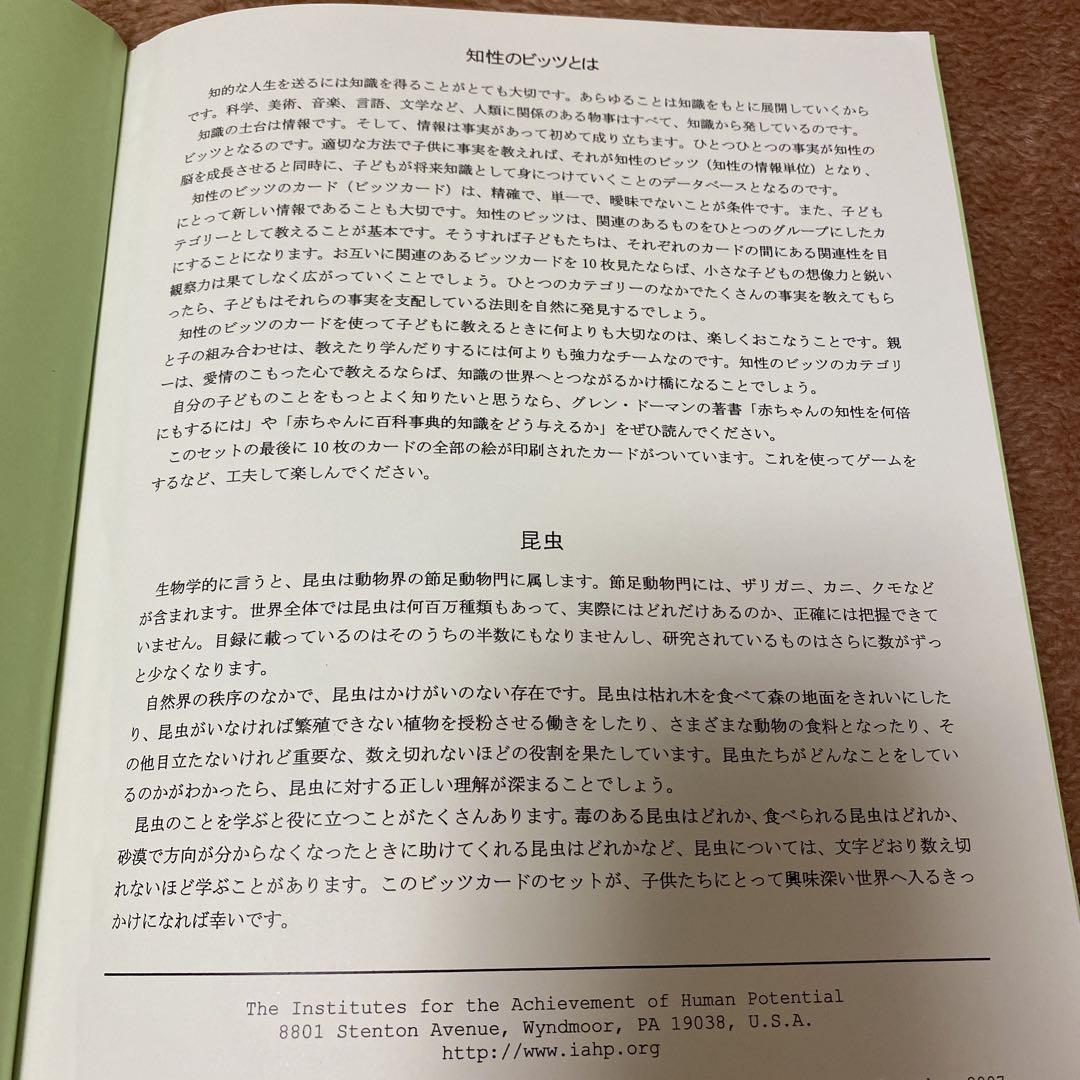 知性のビッツとは
知的な人生を送るには知識を得ることがとても大切です。あらゆることは知識をもとに展開していくから
です。科学、美術、音楽、言語、文学など、人類に関係のある物事はすべて、知識から発しているのです。
知識の土台は情報です。そして、情報は事実があって初めて成り立ちます。ひとつひとつの事実が知性の
ビッツとなるのです。適切な方法で子供に事実を教えれば、それが知性のビッツ（知性の情報単位）となり、
脳を成長させると同時に、子どもが将来知識として身につけていくことのデータベースとなるのです。
知性のビッツのカード（ビッツカード）は、精確で、単一で、曖昧でないことが条件です。また、子ども
にとって新しい情報であることも大切です。知性のビッツは、関連のあるものをひとつのグループにしたカ
テゴリーとして教えることが基本です。そうすれば子どもたちは、それぞれのカードの間にある関連性を目
にすることになります。お互いに関連のあるビッツカードを10枚見たならば、小さな子どもの想像力と鋭い
観察力は果てしなく広がっていくことでしょう。ひとつのカテゴリーのなかでたくさんの事実を教えてもら
ったら、子どもはそれらの事実を支配している法則を自然に発見するでしょう。
知性のビッツのカードを使って子どもに教えるときに何よりも大切なのは、楽しくおこなうことです。親
と子の組み合わせは、教えたり学んだりするには何よりも強力なチームなのです。知性のビッツのカテゴリ
ーは、愛情のこもった心で教えるならば、知識の世界へとつながるかけ橋になることでしょう。
自分の子どものことをもっとよく知りたいと思うなら、グレン・ドーマンの著書「赤ちゃんの知性を何倍
にもするには」や「赤ちゃんに百科事典的知識をどう与えるか」をぜひ読んでください。
このセットの最後に10枚のカードの全部の絵が印刷されたカードがついています。これを使ってゲームを
するなど、工夫して楽しんでください。
昆虫
生物学的に言うと、昆虫は動物界の節足動物門に属します。節足動物門には、ザリガニ、カニ、クモなど
が含まれます。世界全体では昆虫は何百万種類もあって、実際にはどれだけあるのか、正確には把握できて
いません。目録に載っているのはそのうちの半数にもなりませんし、研究されているものはさらに数がずっ
と少なくなります。
自然界の秩序のなかで、昆虫はかけがいのない存在です。昆虫は枯れ木を食べて森の地面をきれいにした
り、昆虫がいなければ繁殖できない植物を授粉させる働きをしたり、さまざまな動物の食料となったり、そ
の他目立たないけれど重要な、数え切れないほどの役割を果たしています。昆虫たちがどんなことをしてい
るのかがわかったら、昆虫に対する正しい理解が深まることでしょう。
昆虫のことを学ぶと役に立つことがたくさんあります。毒のある昆虫はどれか、食べられる昆虫はどれか、
砂漠で方向が分からなくなったときに助けてくれる昆虫はどれかなど、昆虫については、文字どおり数え切
れないほど学ぶことがあります。このビッツカードのセットが、子供たちにとって興味深い世界へ入るきっ
かけになれば幸いです。
The Institutes for the Achievement of Human Potential
8801 Stenton Avenue, Wyndmoor, PA 19038, U.S.A.
http://www.iahp.org